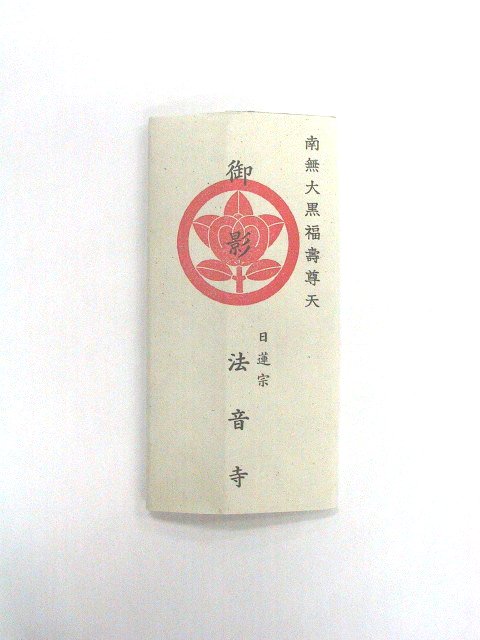 南無大黒福壽尊天
御影
日蓮宗
法音寺